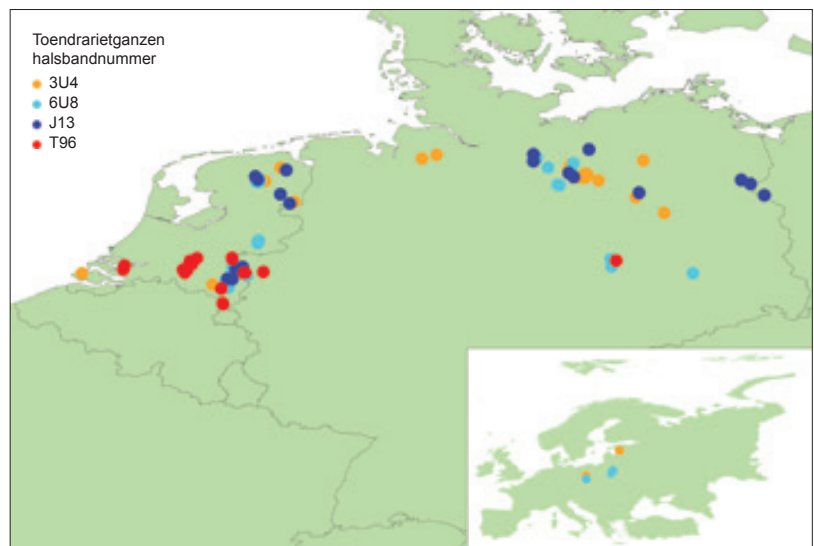 Toendrarietganzen
halsbandnummer
3U4
6U8
J13
T96